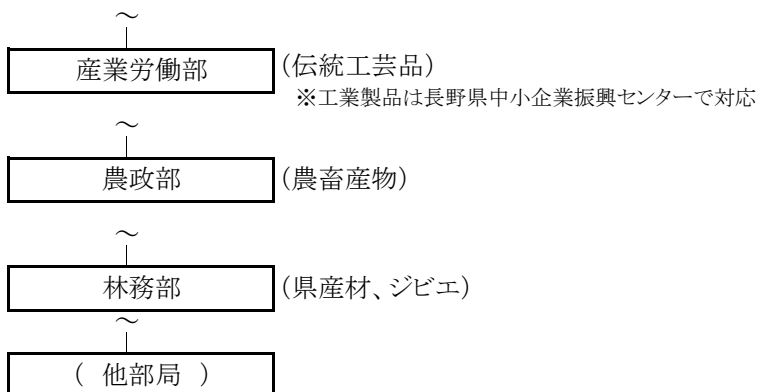 ～
産業労働部 (伝統工芸品)
※工業製品は長野県中小企業振興センターで対応
～
農政部 (農畜産物)
～
林務部 (県産材、ジビエ)
～
( 他部局 )